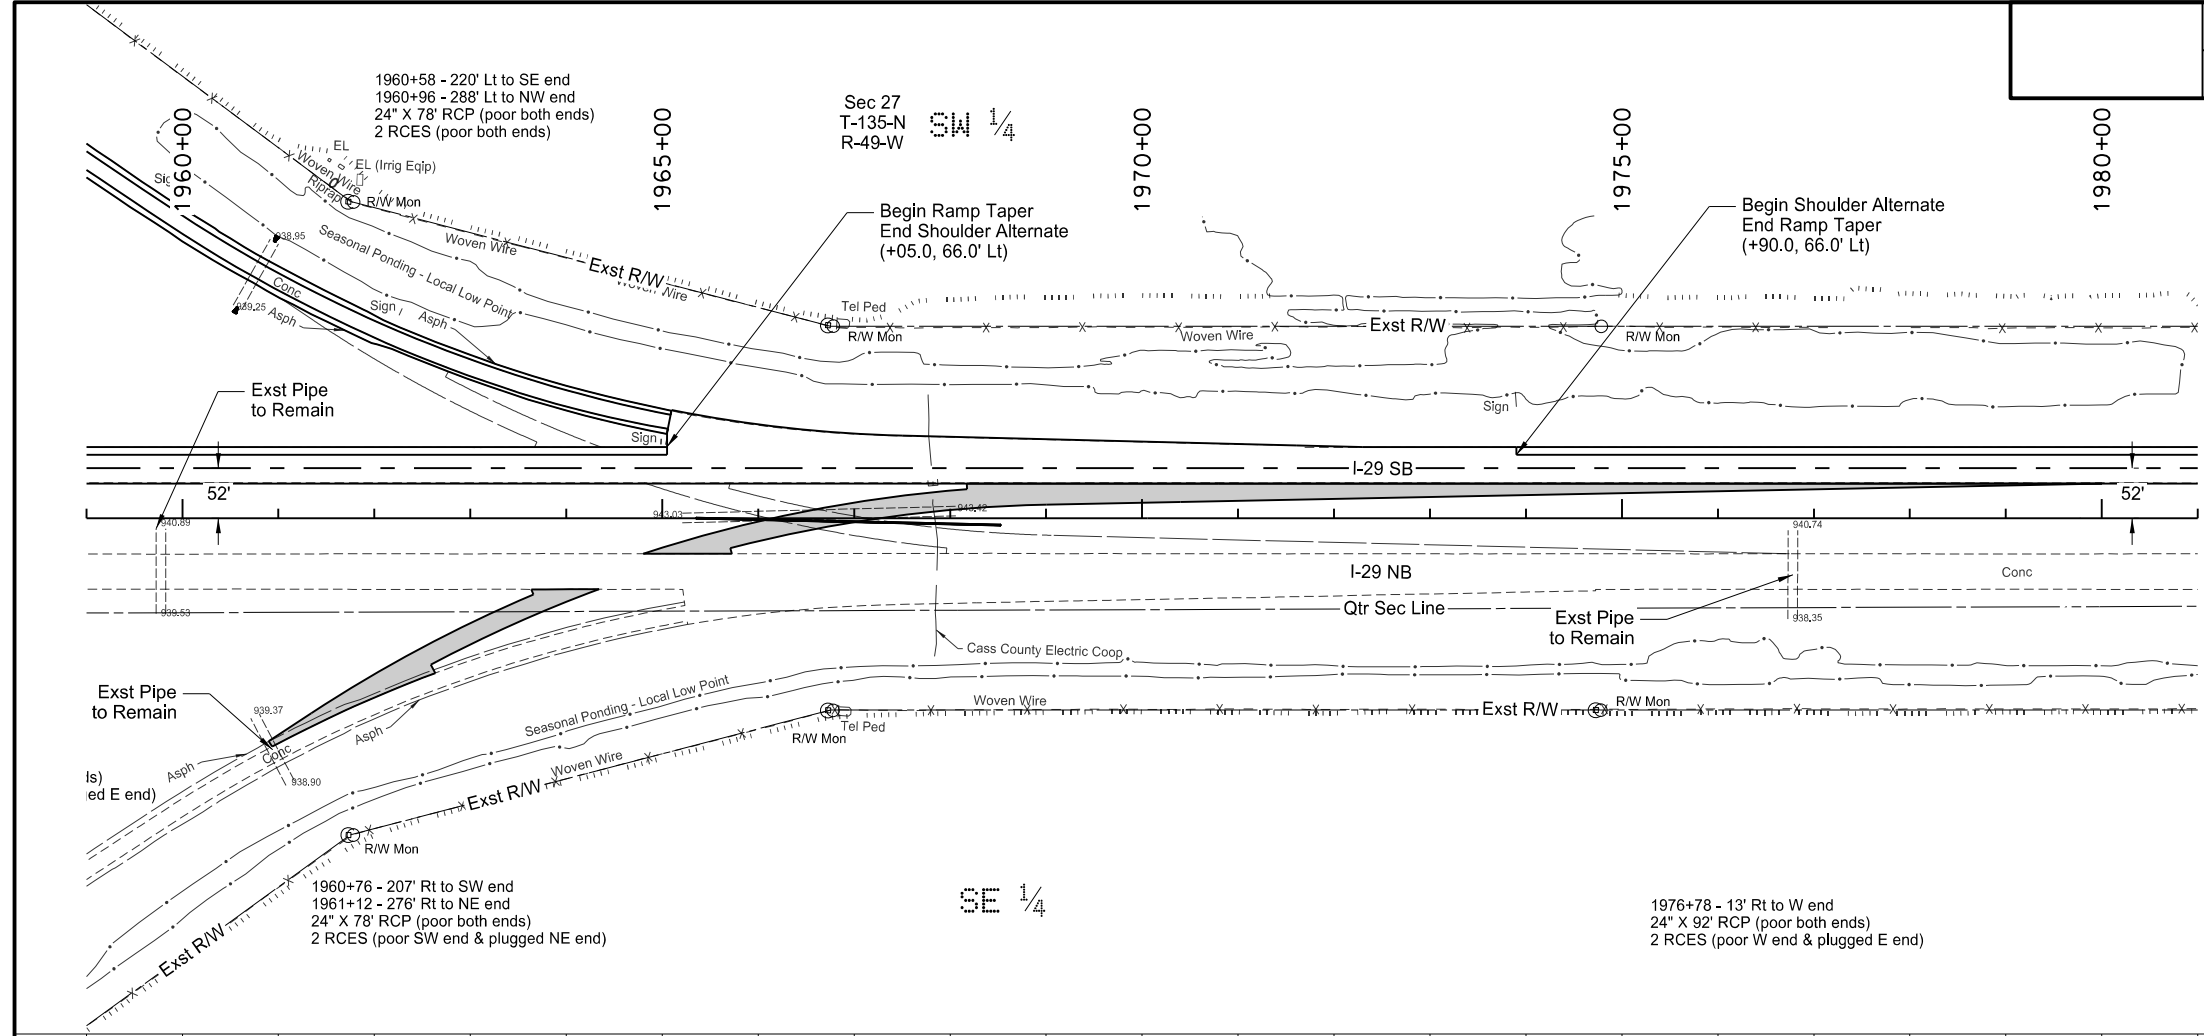 1960+58 - 220' Lt to SE end
1960+96 - 288' Lt to NW end
24" X 78' RCP (poor both ends)
2 RCES (poor both ends)
Sec 27
T-135-N
R-49-W
SW 1/4
1960+00
1965+00
1970+00
1975+00
1980+00
EL
EL (Irrig Eqip)
Woven Wire
Riprap
R/W Mon
Sig
938.95
939.25
Conc
Asph
Seasonal Ponding - Local Low Point
Woven Wire
Exst R/W
Woven Wire
Sign
Asph
Begin Ramp Taper
End Shoulder Alternate
(+05.0, 66.0' Lt)
Begin Shoulder Alternate
End Ramp Taper
(+90.0, 66.0' Lt)
Tel Ped
R/W Mon
Woven Wire
Exst R/W
R/W Mon
Exst Pipe
to Remain
Sign
Sign
I-29 SB
52'
52'
940.89
943.03
943.42
940.74
I-29 NB
Conc
939.53
Qtr Sec Line
Exst Pipe
to Remain
938.35
Cass County Electric Coop
Exst Pipe
to Remain
939.37
Conc
Asph
Asph
938.90
Seasonal Ponding - Local Low Point
Woven Wire
Exst R/W
R/W Mon
Tel Ped
Woven Wire
Exst R/W
R/W Mon
ds)
ged E end)
R/W Mon
Exst R/W
1960+76 - 207' Rt to SW end
1961+12 - 276' Rt to NE end
24" X 78' RCP (poor both ends)
2 RCES (poor SW end & plugged NE end)
SE 1/4
1976+78 - 13' Rt to W end
24" X 92' RCP (poor both ends)
2 RCES (poor W end & plugged E end)